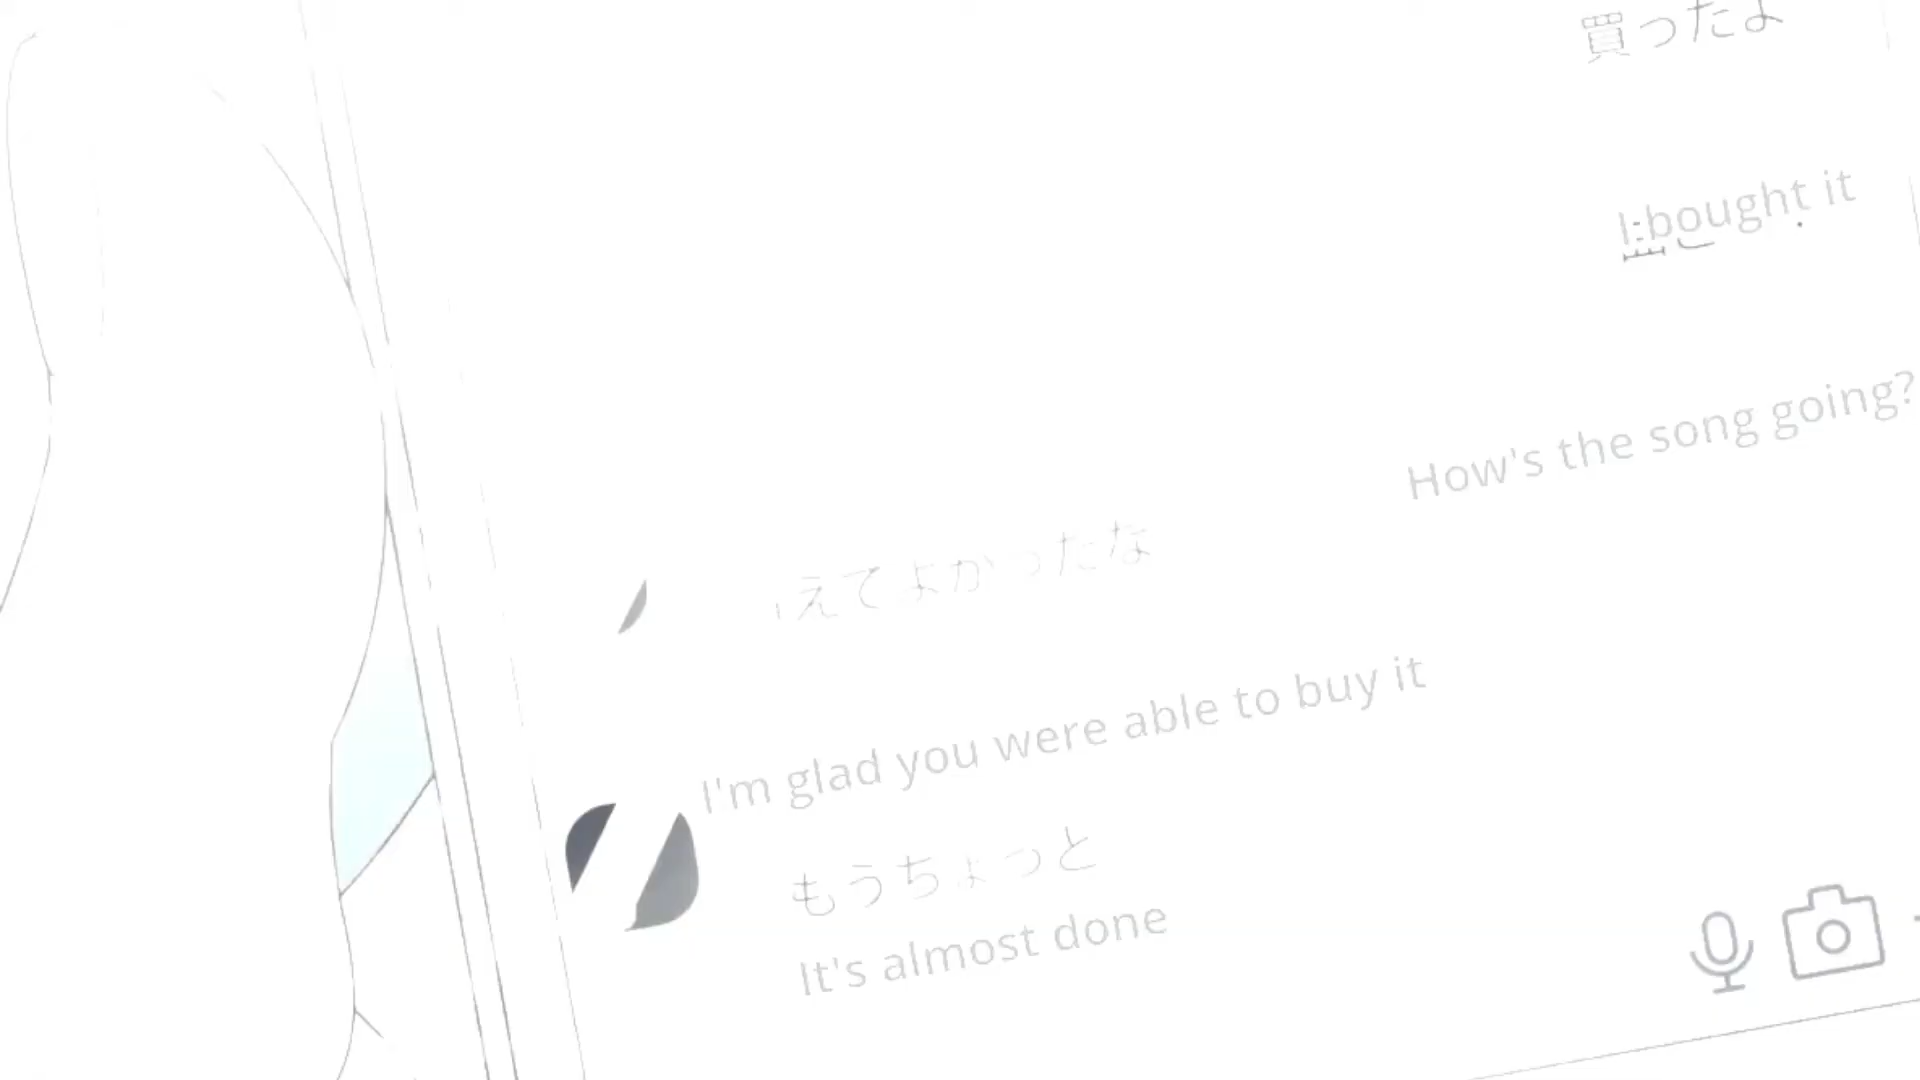 買ったよ
I bought it
How's the song going?
えてよかったな
I'm glad you were able to buy it
もうちょっと
It's almost done